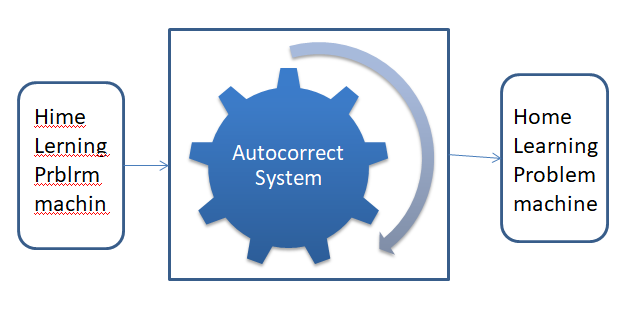 Hime
Lerning
Prblrm
machin
Autocorrect
System
Home
Learning
Problem
machine